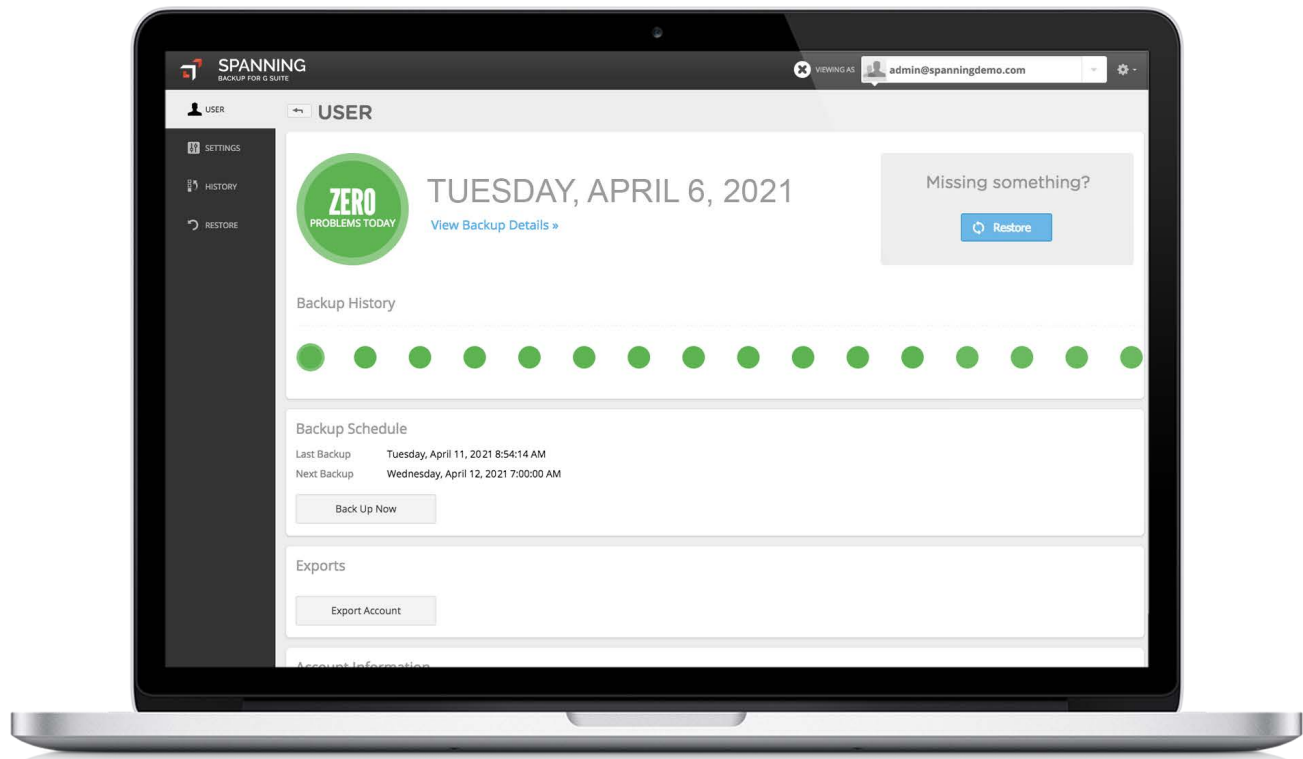 SPANNING
BACKUP FOR G SUITE
VIEWING AS
admin@spanningdemo.com
USER
SETTINGS
HISTORY
RESTORE
USER
ZERO
PROBLEMS TODAY
TUESDAY, APRIL 6, 2021
View Backup Details »
Missing something?
Restore
Backup History
Backup Schedule
Last Backup Tuesday, April 11, 2021 8:54:14 AM
Next Backup Wednesday, April 12, 2021 7:00:00 AM
Back Up Now
Exports
Export Account
Account Information